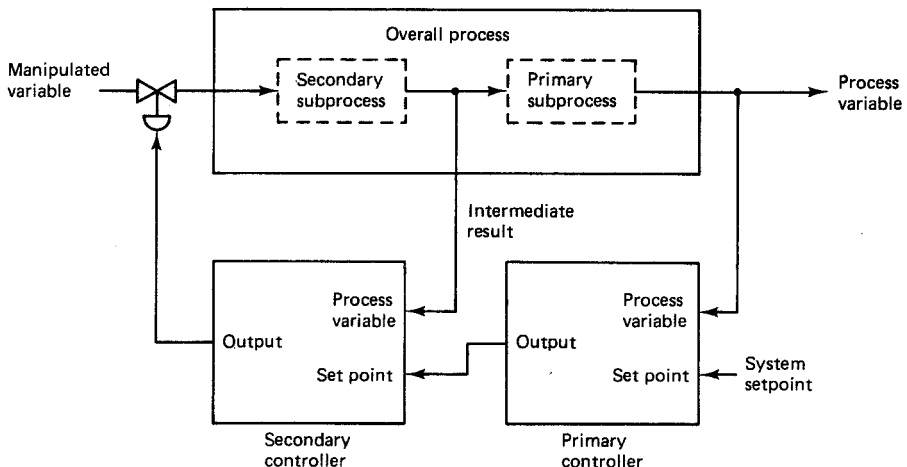 Overall process
Manipulated
variable
Secondary
subprocess
Primary
subprocess
Process
variable
Intermediate
result
Process
variable
Output
Set point
Process
variable
Output
Set point
System
setpoint
Secondary
controller
Primary
controller